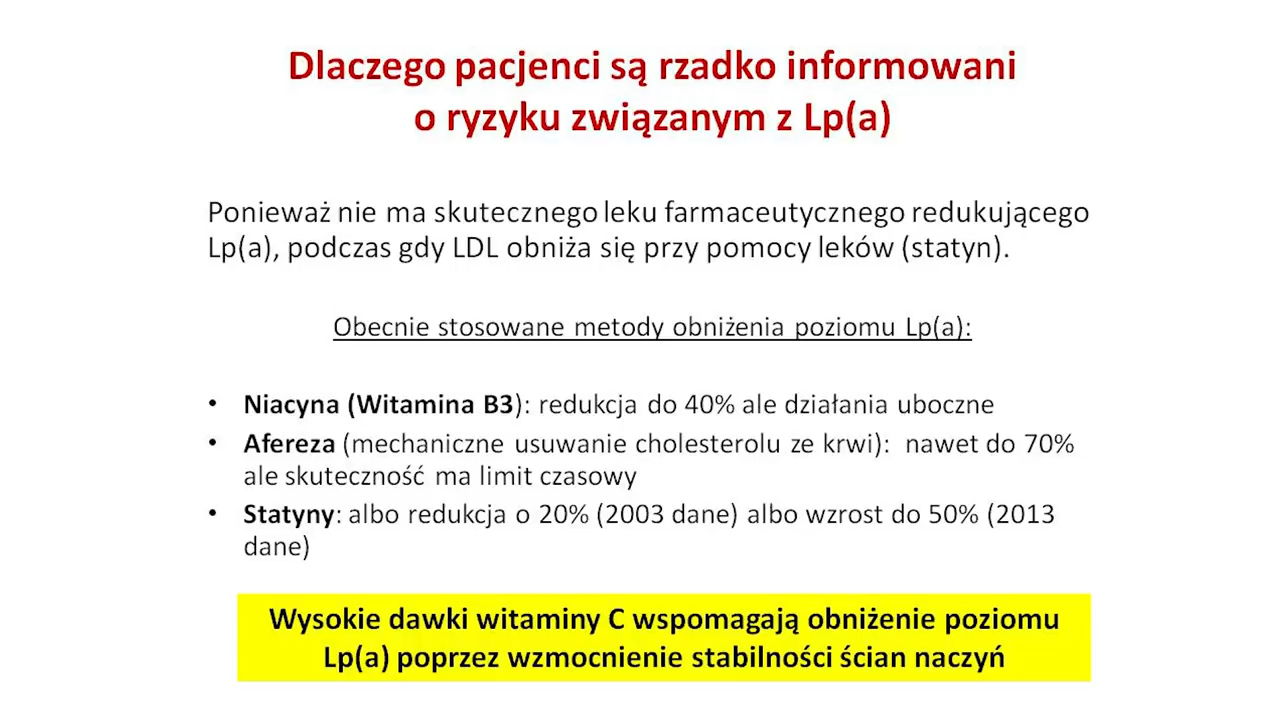 Dlaczego pacjenci są rzadko informowani
o ryzyku związanym z Lp(a)
Ponieważ nie ma skutecznego leku farmaceutycznego redukującego
Lp(a), podczas gdy LDL obniża się przy pomocy leków (statyn).
Obecnie stosowane metody obniżenia poziomu Lp(a):
• Niacyna (Witamina B3): redukcja do 40% ale działania uboczne
• Afereza (mechaniczne usuwanie cholesterolu ze krwi): nawet do 70%
ale skuteczność ma limit czasowy
• Statyny: albo redukcja o 20% (2003 dane) albo wzrost do 50% (2013
dane)
Wysokie dawki witaminy C wspomagają obniżenie poziomu
Lp(a) poprzez wzmocnienie stabilności ścian naczyń